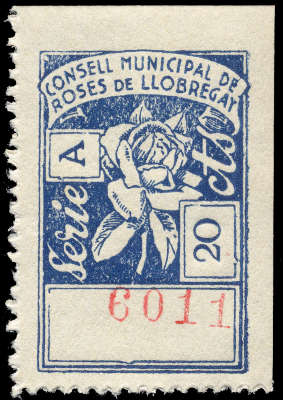 CONSELL MUNICIPAL DE
ROSES DE LLOBREGAT
Serie A
20 cts
6011